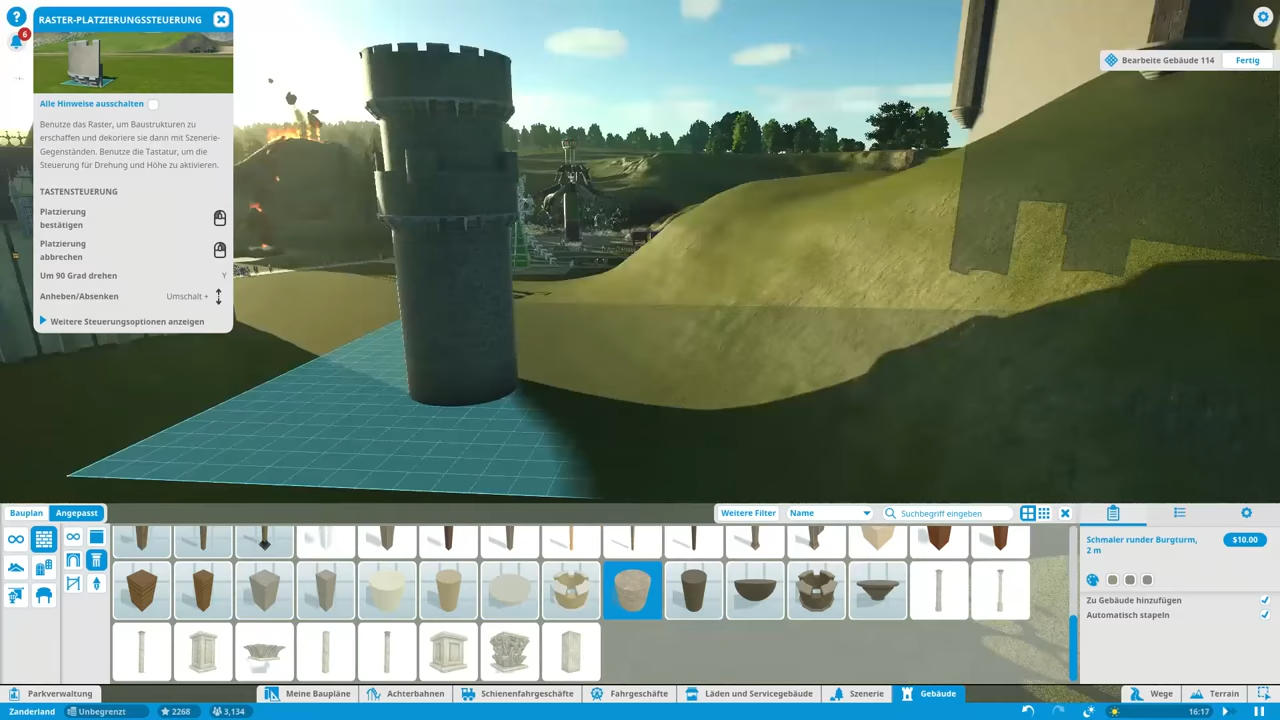 ?
6
RASTER-PLATZIERUNGSSTEUERUNG
Alle Hinweise ausschalten
Benutze das Raster, um Baustrukturen zu
erschaffen und dekoriere sie dann mit Szenerie-
Gegenständen. Benutze die Tastatur, um die
Steuerung für Drehung und Höhe zu aktivieren.
TASTENSTEUERUNG
Platzierung
bestätigen
Platzierung
abbrechen
Um 90 Grad drehen Y
Anheben/Absenken Umschalt +
Weitere Steuerungsoptionen anzeigen
Bearbeite Gebäude 114 Fertig
Bauplan Angepasst Weitere Filter Name Suchbegriff eingeben
Schmaler runder Burgturm,
2 m
$10.00
Zu Gebäude hinzufügen
Automatisch stapeln
Parkverwaltung Meine Baupläne Achterbahnen Schienenfahrgeschäfte Fahrgeschäfte Läden und Servicegebäude Szenerie Gebäude Wege Terrain
Zanderland Unbegrenzt 2268 3,134 16:17